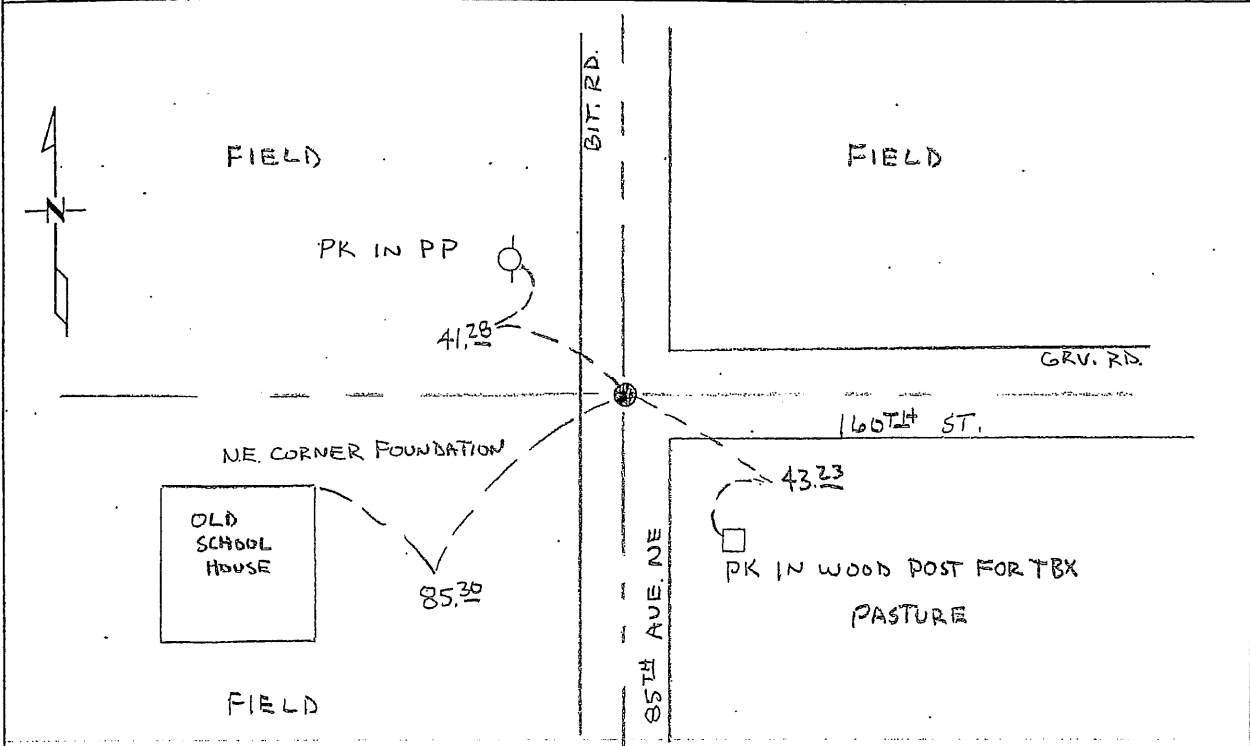 BIT. RD.
FIELD
FIELD
N
PK IN PP
41.28
GRV. RD.
160TH ST.
N.E. CORNER FOUNDATION
43.23
OLD
SCHOOL
HOUSE
85.30
PK IN WOOD POST FOR TBX
PASTURE
85TH AVE. NE
FIELD